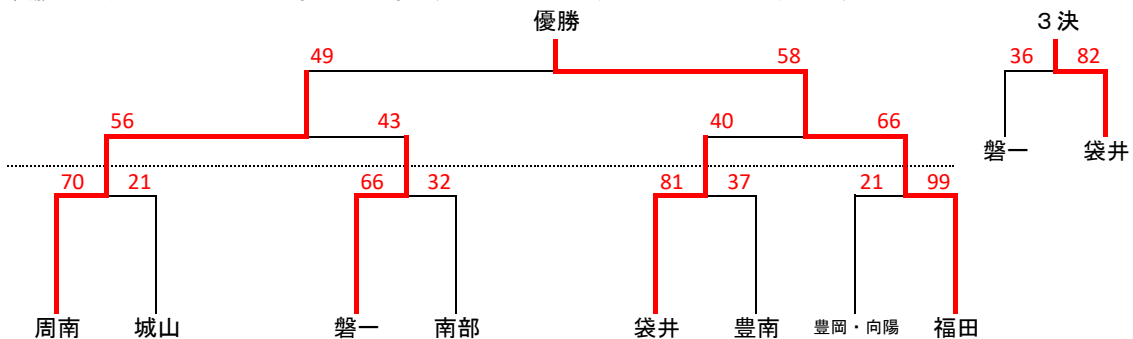 優勝 3決
49 58 36 82
56 43 40 66
磐一 袋井
70 21 66 32 81 37 21 99
周南 城山 磐一 南部 袋井 豊南 豊岡・向陽 福田